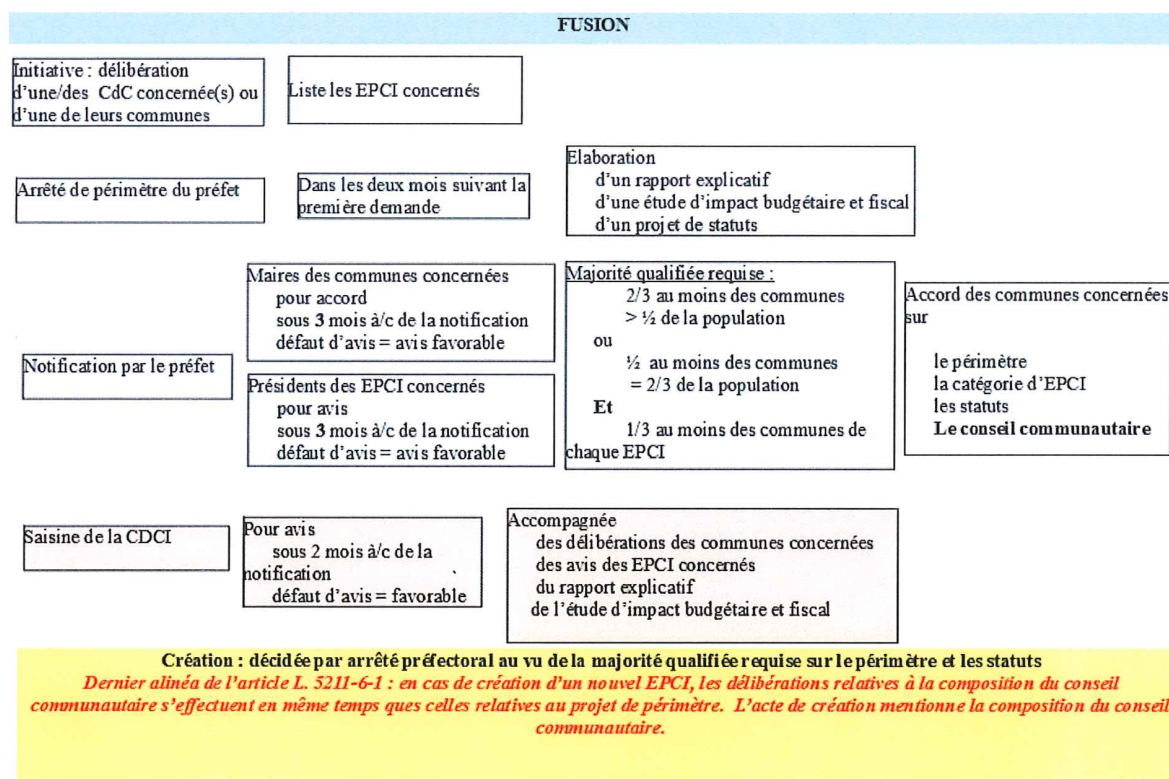 FUSION
Initiative : délibération
d'une/des CdC concernée(s) ou
d'une de leurs communes
Liste les EPCI concernés
Arrêté de périmètre du préfet
Dans les deux mois suivant la
première demande
Elaboration
d'un rapport explicatif
d'une étude d'impact budgétaire et fiscal
d'un projet de statuts
Notification par le préfet
Maires des communes concernées
pour accord
sous 3 mois à/c de la notification
défaut d'avis = avis favorable
Présidents des EPCI concernés
pour avis
sous 3 mois à/c de la notification
défaut d'avis = avis favorable
Majorité qualifiée requise :
2/3 au moins des communes
> ½ de la population
ou
½ au moins des communes
= 2/3 de la population
Et
1/3 au moins des communes de
chaque EPCI
Accord des communes concernées
sur
le périmètre
la catégorie d'EPCI
les statuts
Le conseil communautaire
Saisine de la CDCI
Pour avis
sous 2 mois à/c de la
notification
défaut d'avis = favorable
Accompagnée
des délibérations des communes concernées
des avis des EPCI concernés
du rapport explicatif
de l'étude d'impact budgétaire et fiscal
Création : décidée par arrêté préfectoral au vu de la majorité qualifiée requise sur le périmètre et les statuts
Dernier alinéa de l'article L. 5211-6-1 : en cas de création d'un nouvel EPCI, les délibérations relatives à la composition du conseil
communautaire s'effectuent en même temps ques celles relatives au projet de périmètre. L'acte de création mentionne la composition du conseil
communautaire.